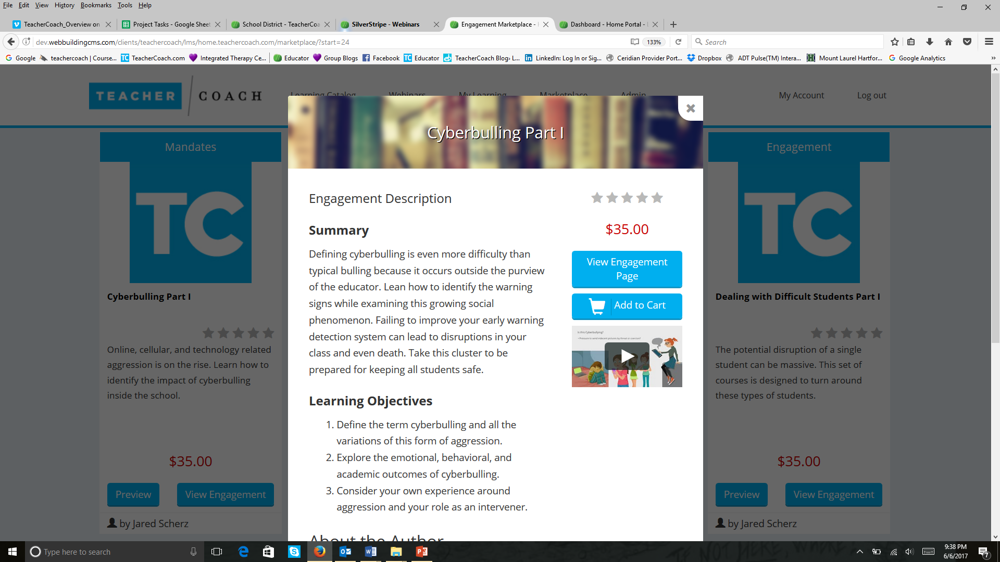 File Edit View History Bookmarks Tools Help
TeacherCoach_Overview on
Project Tasks - Google Sheet
School District - TeacherCoa
SilverStripe - Webinars
Engagement Marketplace -
Dashboard - Home Portal -
dev.webbuildingcms.com/clients/teachercoach/lms/home.teachercoach.com/marketplace/?start=24
133%
Search
Google
teachercoach | Course...
TeacherCoach.com
Integrated Therapy Ce...
Educator
Group Blogs
Facebook
Educator
TeacherCoach Blog› L...
LinkedIn: Log In or Sig...
Ceridian Provider Port...
Dropbox
ADT Pulse(TM) Intera...
Mount Laurel Hartfor...
Google Analytics
TEACHER COACH
Learning Catalog
Webinars
My Learning
Marketplace
Admin
My Account
Log out
Mandates
TC
Cyberbulling Part I
Online, cellular, and technology related
aggression is on the rise. Learn how to
identify the impact of cyberbulling
inside the school.
$35.00
Preview
View Engagement
by Jared Scherz
Cyberbulling Part I
Engagement Description
Summary
Defining cyberbulling is even more difficulty than
typical bulling because it occurs outside the purview
of the educator. Lean how to identify the warning
signs while examining this growing social
phenomenon. Failing to improve your early warning
detection system can lead to disruptions in your
class and even death. Take this cluster to be
prepared for keeping all students safe.
Learning Objectives
1. Define the term cyberbulling and all the
variations of this form of aggression.
2. Explore the emotional, behavioral, and
academic outcomes of cyberbulling.
3. Consider your own experience around
aggression and your role as an intervener.
About the Author
$35.00
View Engagement
Page
Add to Cart
Is this Cyberbullying?
• Pressure to send indecent pictures by threat or coercion?
Engagement
TC
Dealing with Difficult Students Part I
The potential disruption of a single
student can be massive. This set of
courses is designed to turn around
these types of students.
$35.00
Preview
View Engagement
by Jared Scherz
Type here to search
9:38 PM
6/6/2017
7